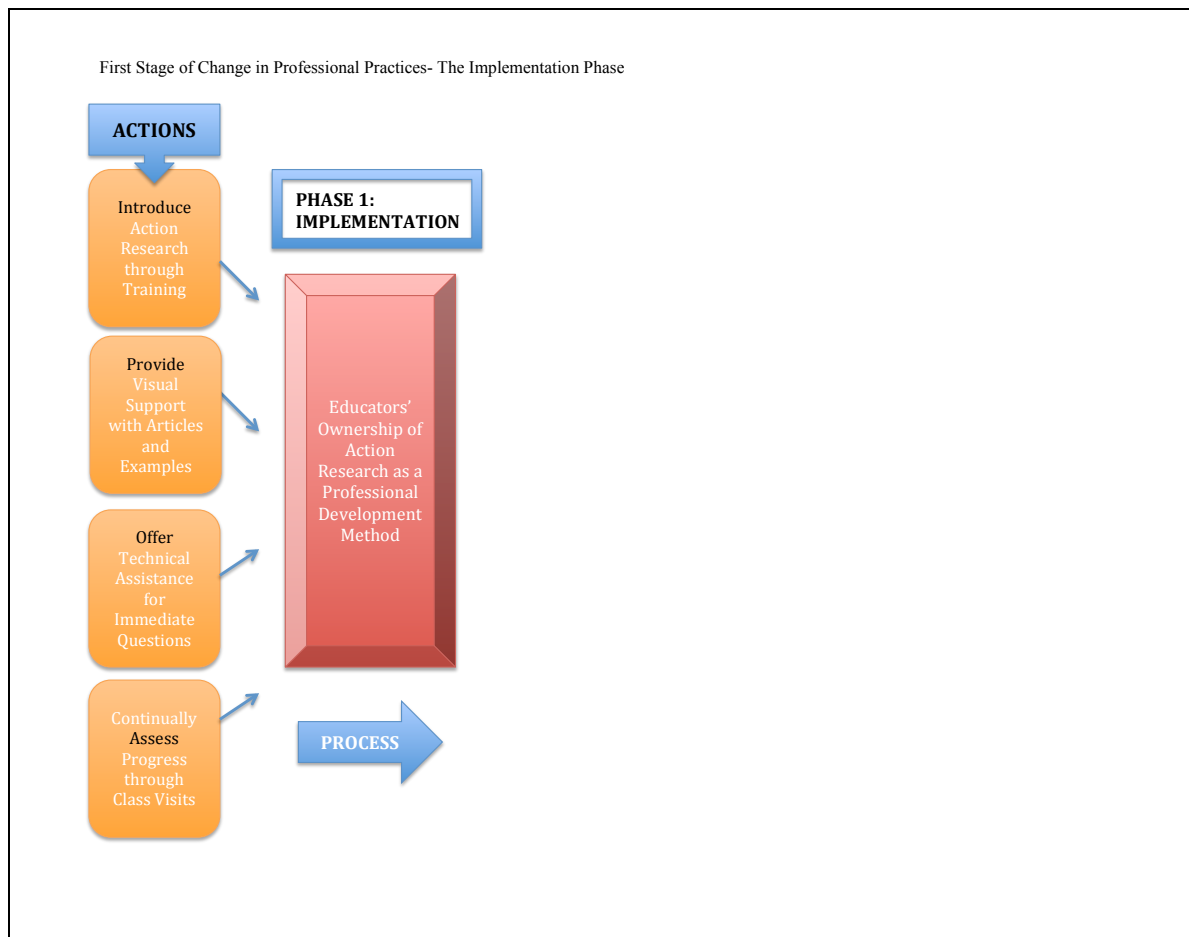 First Stage of Change in Professional Practices- The Implementation Phase
ACTIONS
Introduce
Action
Research
through
Training
Provide
Visual
Support
with Articles
and
Examples
Offer
Technical
Assistance
for
Immediate
Questions
Continually
Assess
Progress
through
Class Visits
PHASE 1:
IMPLEMENTATION
Educators’
Ownership of
Action
Research as a
Professional
Development
Method
PROCESS